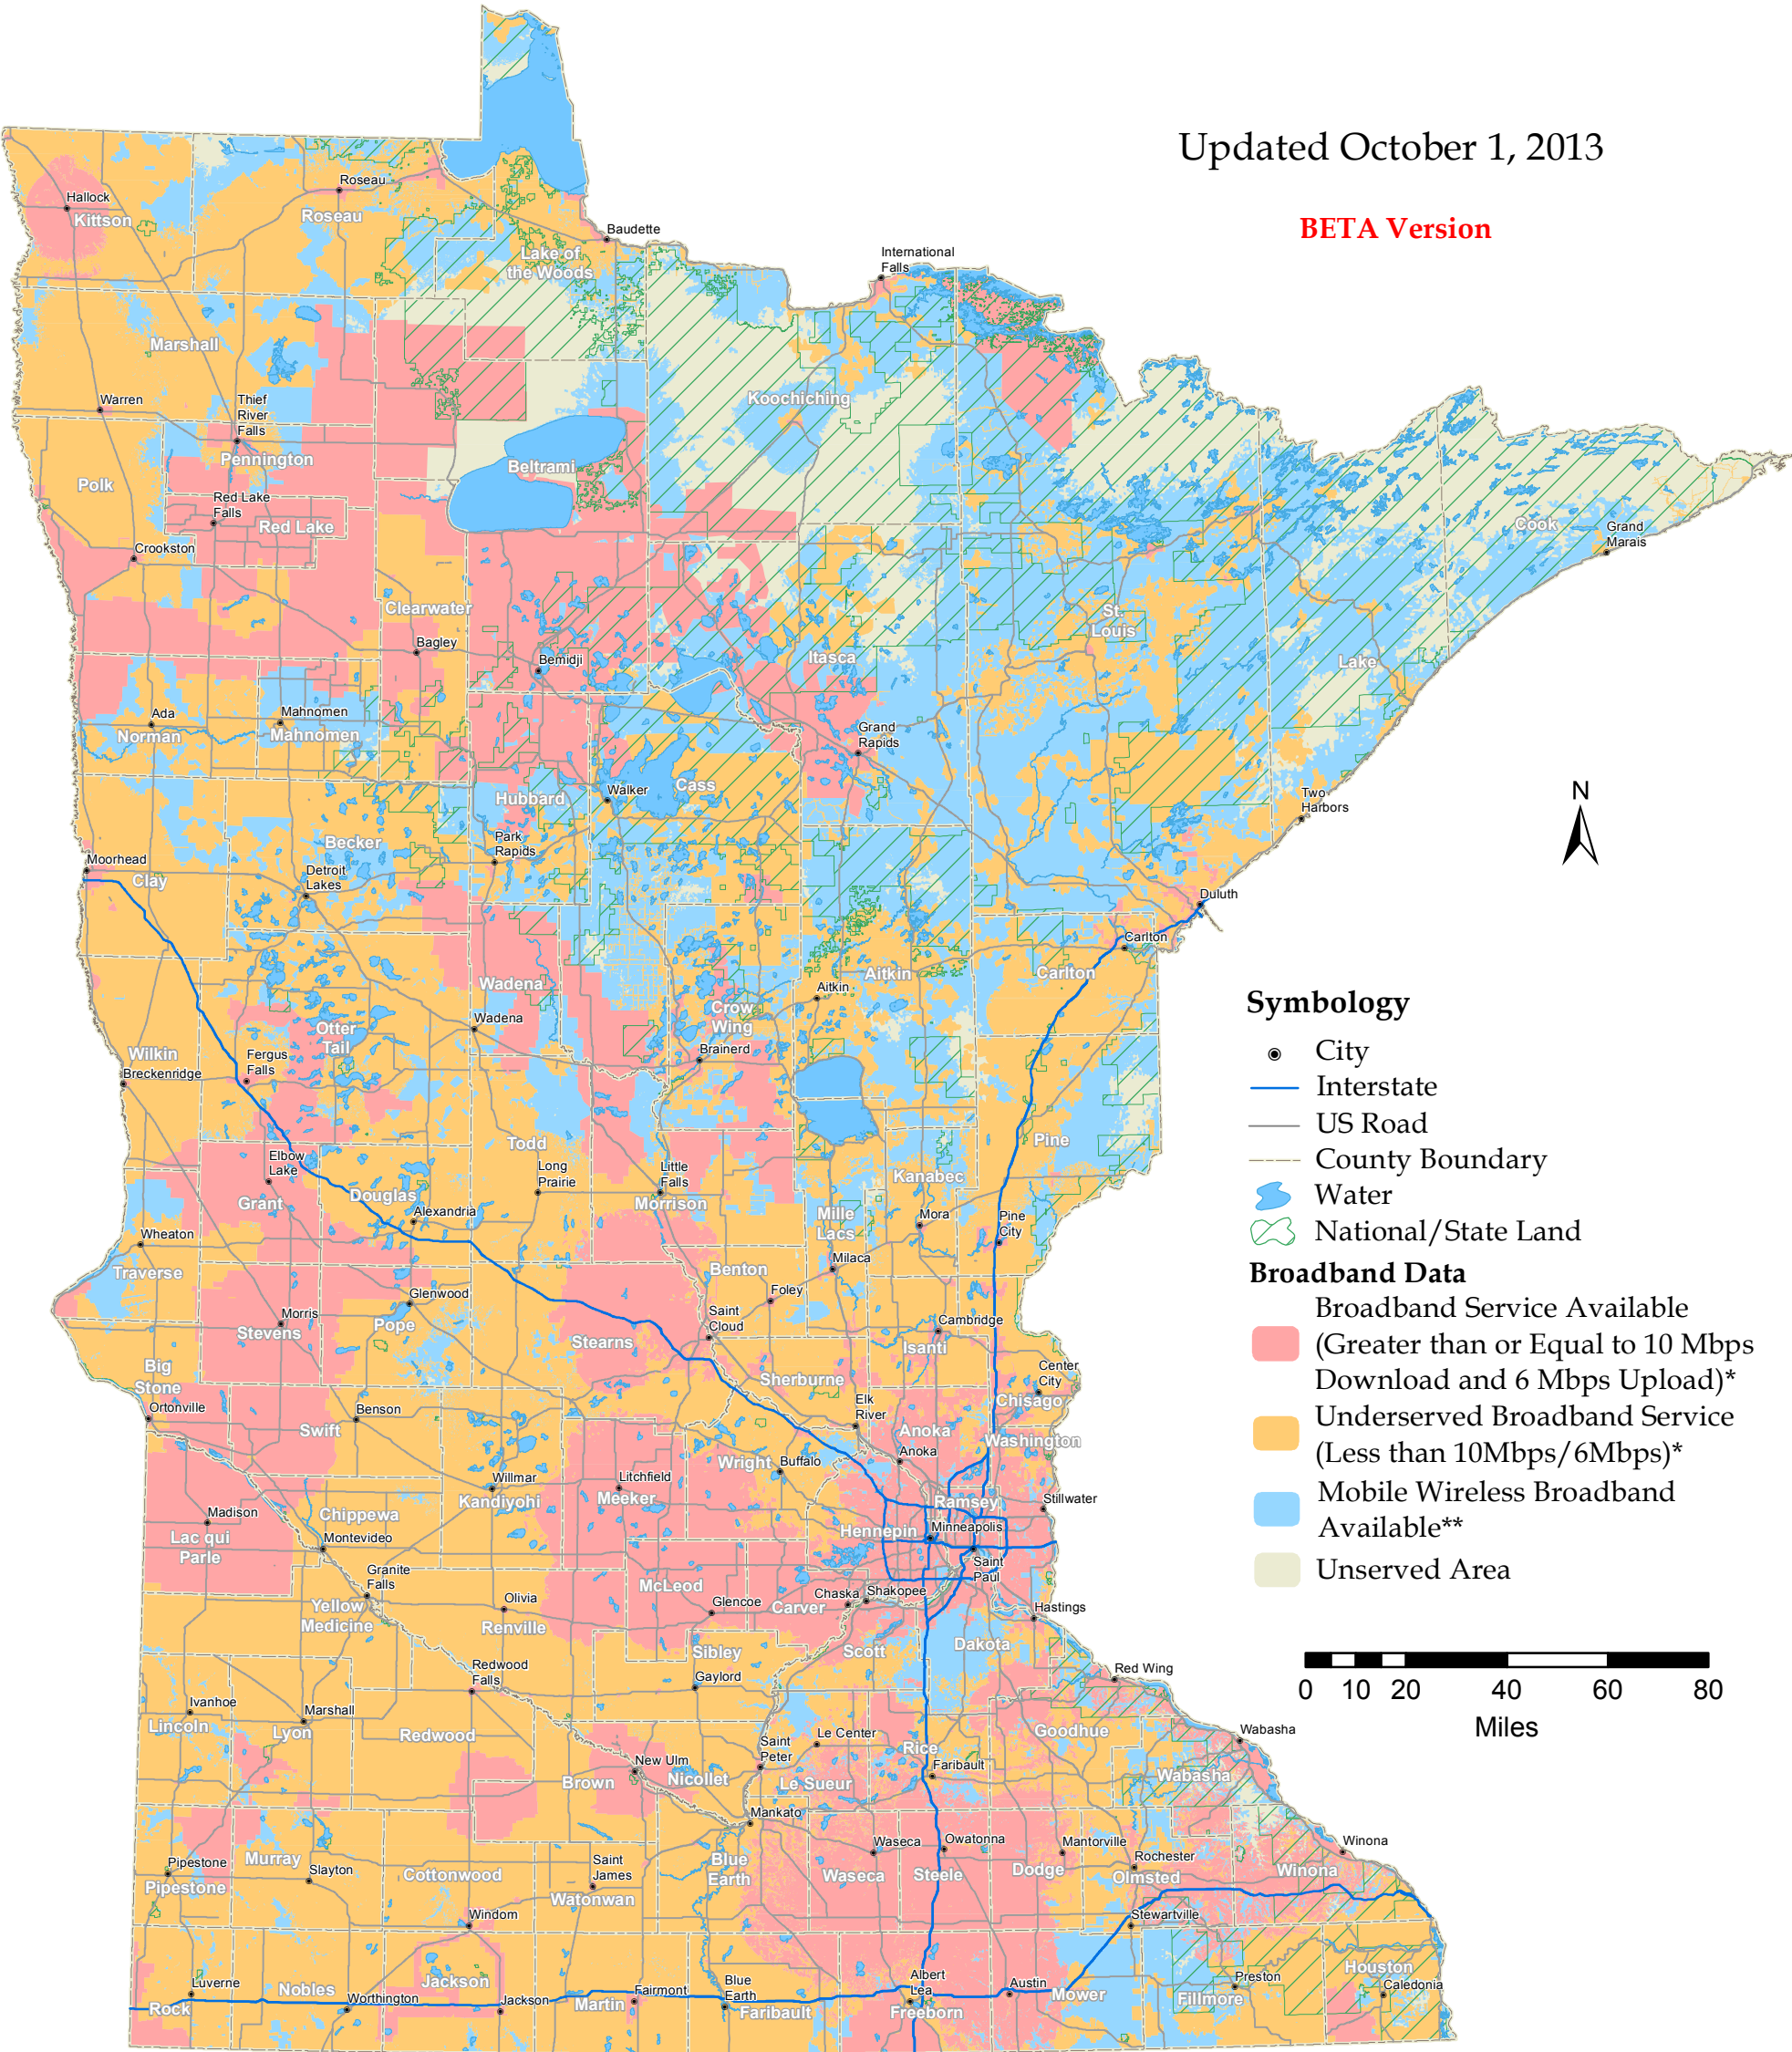 Updated October 1, 2013
BETA Version
Hallock
Kittson
Roseau
Roseau
Baudette
Lake of
the Woods
International
Falls
Marshall
Koochiching
Warren
Thief
River
Falls
Pennington
Beltrami
Polk
Red Lake
Falls
Red Lake
Crookston
Cook
Grand
Marais
Clearwater
Bagley
Bemidji
Itasca
St.
Louis
Lake
Ada
Norman
Mahnomen
Mahnomen
Grand
Rapids
Hubbard
Walker
Cass
Two
Harbors
N
Becker
Park
Rapids
Moorhead
Clay
Detroit
Lakes
Duluth
Carlton
Carlton
Aitkin
Aitkin
Wadena
Wadena
Crow
Wing
Brainerd
Otter
Tail
Wilkin
Breckenridge
Fergus
Falls
Symbology
City
Interstate
US Road
County Boundary
Water
National/State Land
Broadband Data
Broadband Service Available
(Greater than or Equal to 10 Mbps
Download and 6 Mbps Upload)*
Underserved Broadband Service
(Less than 10Mbps/6Mbps)*
Mobile Wireless Broadband
Available**
Unserved Area
Todd
Pine
Elbow
Lake
Grant
Douglas
Alexandria
Long
Prairie
Little
Falls
Morrison
Kanabec
Mille
Lacs
Mora
Pine
City
Wheaton
Traverse
Milaca
Benton
Foley
Glenwood
Pope
Morris
Stevens
Saint
Cloud
Stearns
Cambridge
Isanti
Big
Stone
Ortonville
Sherburne
Center
City
Chisago
Benson
Swift
Elk
River
Anoka
Anoka
Washington
Wright
Buffalo
Willmar
Kandiyohi
Litchfield
Meeker
Ramsey
Stillwater
Madison
Lac qui
Parle
Chippewa
Montevideo
Hennepin
Minneapolis
Saint
Paul
Granite
Falls
Yellow
Medicine
Olivia
Renville
McLeod
Glencoe
Carver
Chaska
Shakopee
Hastings
Sibley
Scott
Dakota
Gaylord
Redwood
Falls
Red Wing
0 10 20 40 60 80
Miles
Ivanhoe
Lincoln
Marshall
Lyon
Redwood
Le Center
Saint
Peter
Goodhue
Wabasha
Rice
Faribault
New Ulm
Brown
Nicollet
Le Sueur
Wabasha
Mankato
Waseca
Owatonna
Mantorville
Winona
Pipestone
Pipestone
Murray
Slayton
Cottonwood
Saint
James
Watonwan
Blue
Earth
Waseca
Steele
Dodge
Rochester
Olmsted
Winona
Windom
Stewartville
Luverne
Rock
Nobles
Worthington
Jackson
Jackson
Martin
Fairmont
Blue
Earth
Faribault
Albert
Lea
Freeborn
Austin
Mower
Preston
Fillmore
Houston
Caledonia